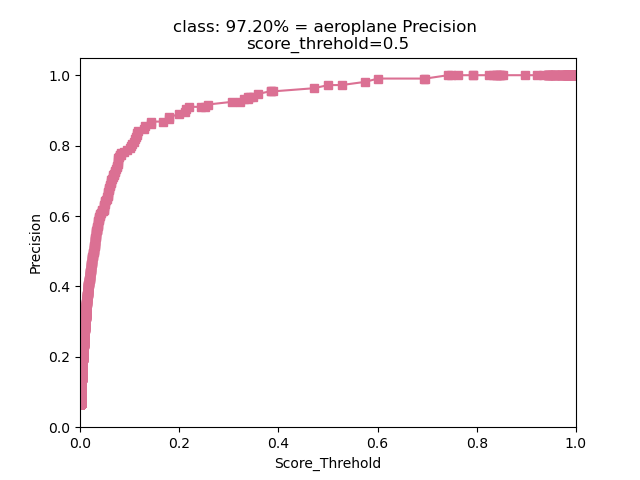 class: 97.20% = aeroplane Precision
score_threhold=0.5
1.0
0.8
0.6
0.4
0.2
0.0
Precision
0.0 0.2 0.4 0.6 0.8 1.0
Score_Threhold